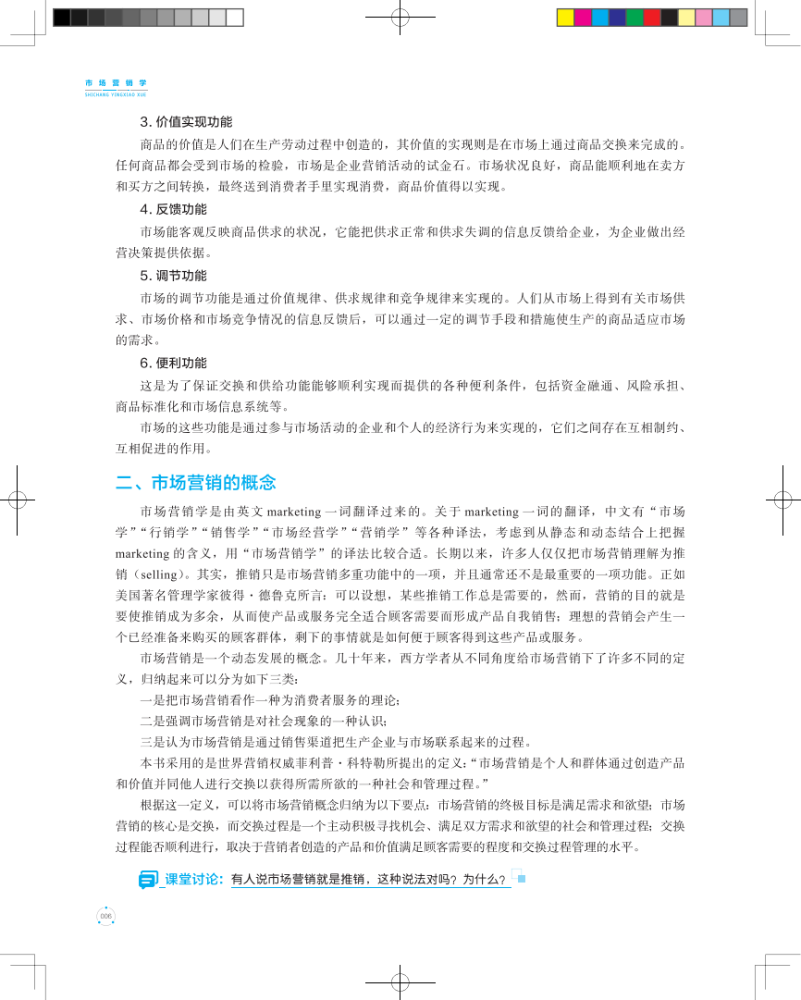 市场营销学
SHICHANG YINGXIAO XUE
3. 价值实现功能
商品的价值是人们在生产劳动过程中创造的，其价值的实现则是在市场上通过商品交换来完成的。
任何商品都会受到市场的检验，市场是企业营销活动的试金石。市场状况良好，商品能顺利地在卖方
和买方之间转换，最终送到消费者手里实现消费，商品价值得以实现。
4. 反馈功能
市场能客观反映商品供求的状况，它能把供求正常和供求失调的信息反馈给企业，为企业做出经
营决策提供依据。
5. 调节功能
市场的调节功能是通过价值规律、供求规律和竞争规律来实现的。人们从市场上得到有关市场供
求、市场价格和市场竞争情况的信息反馈后，可以通过一定的调节手段和措施使生产的商品适应市场
的需求。
6. 便利功能
这是为了保证交换和供给功能能够顺利实现而提供的各种便利条件，包括资金融通、风险承担、
商品标准化和市场信息系统等。
市场的这些功能是通过参与市场活动的企业和个人的经济行为来实现的，它们之间存在互相制约、
互相促进的作用。
二、市场营销的概念
市场营销学是由英文 marketing 一词翻译过来的。关于 marketing 一词的翻译，中文有“市场
学”“行销学”“销售学”“市场经营学”“营销学”等各种译法，考虑到从静态和动态结合上把握
marketing 的含义，用“市场营销学”的译法比较合适。长期以来，许多人仅仅把市场营销理解为推
销（selling）。其实，推销只是市场营销多重功能中的一项，并且通常还不是最重要的一项功能。正如
美国著名管理学家彼得·德鲁克所言：可以设想，某些推销工作总是需要的，然而，营销的目的就是
要使推销成为多余，从而使产品或服务完全适合顾客需要而形成产品自我销售；理想的营销会产生一
个已经准备来购买的顾客群体，剩下的事情就是如何便于顾客得到这些产品或服务。
市场营销是一个动态发展的概念。几十年来，西方学者从不同角度给市场营销下了许多不同的定
义，归纳起来可以分为如下三类：
一是把市场营销看作一种为消费者服务的理论；
二是强调市场营销是对社会现象的一种认识；
三是认为市场营销是通过销售渠道把生产企业与市场联系起来的过程。
本书采用的是世界营销权威菲利普·科特勒所提出的定义：“市场营销是个人和群体通过创造产品
和价值并同他人进行交换以获得所需所欲的一种社会和管理过程。”
根据这一定义，可以将市场营销概念归纳为以下要点：市场营销的终极目标是满足需求和欲望；市场
营销的核心是交换，而交换过程是一个主动积极寻找机会、满足双方需求和欲望的社会和管理过程；交换
过程能否顺利进行，取决于营销者创造的产品和价值满足顾客需要的程度和交换过程管理的水平。
课堂讨论：有人说市场营销就是推销，这种说法对吗？为什么？
006